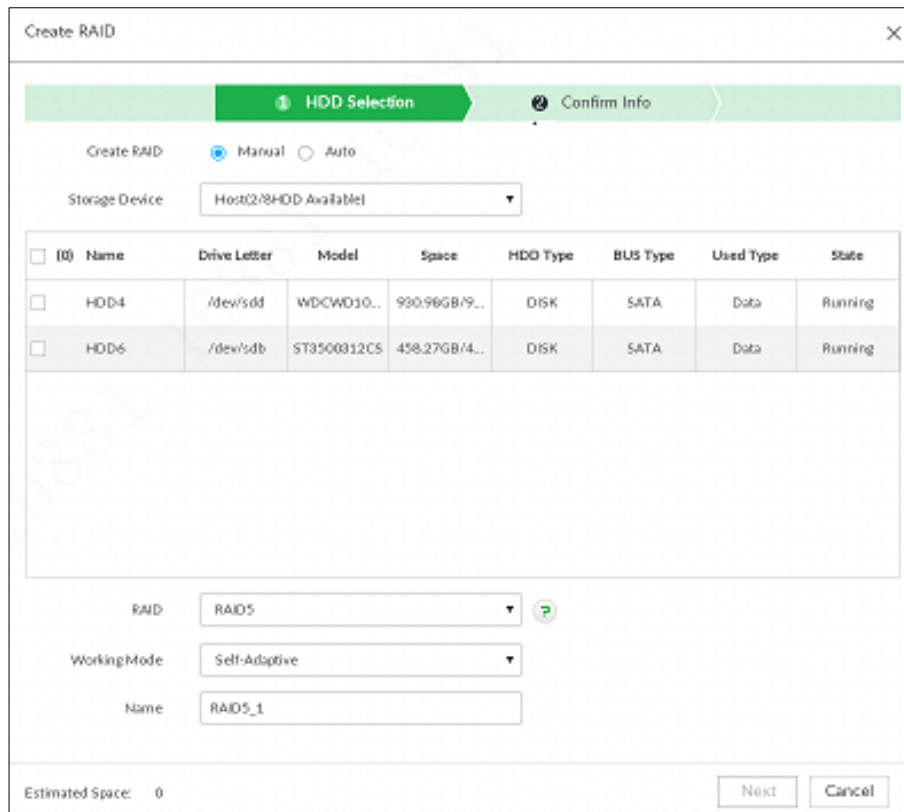 Create RAID
1 HDD Selection 2 Confirm Info
Create RAID Manual Auto
Storage Device Host(2/8HDD Available)
(0) Name Drive Letter Model Space HDD Type BUS Type Used Type State
HDD4 /dev/sdd WDCWD10... 930.98GB/9... DISK SATA Data Running
HDD6 /dev/sdb ST3500312CS 458.27GB/4... DISK SATA Data Running
RAID RAID5 ?
Working Mode Self-Adaptive
Name RAID5_1
Estimated Space: 0 Next Cancel
10881 10881 10881